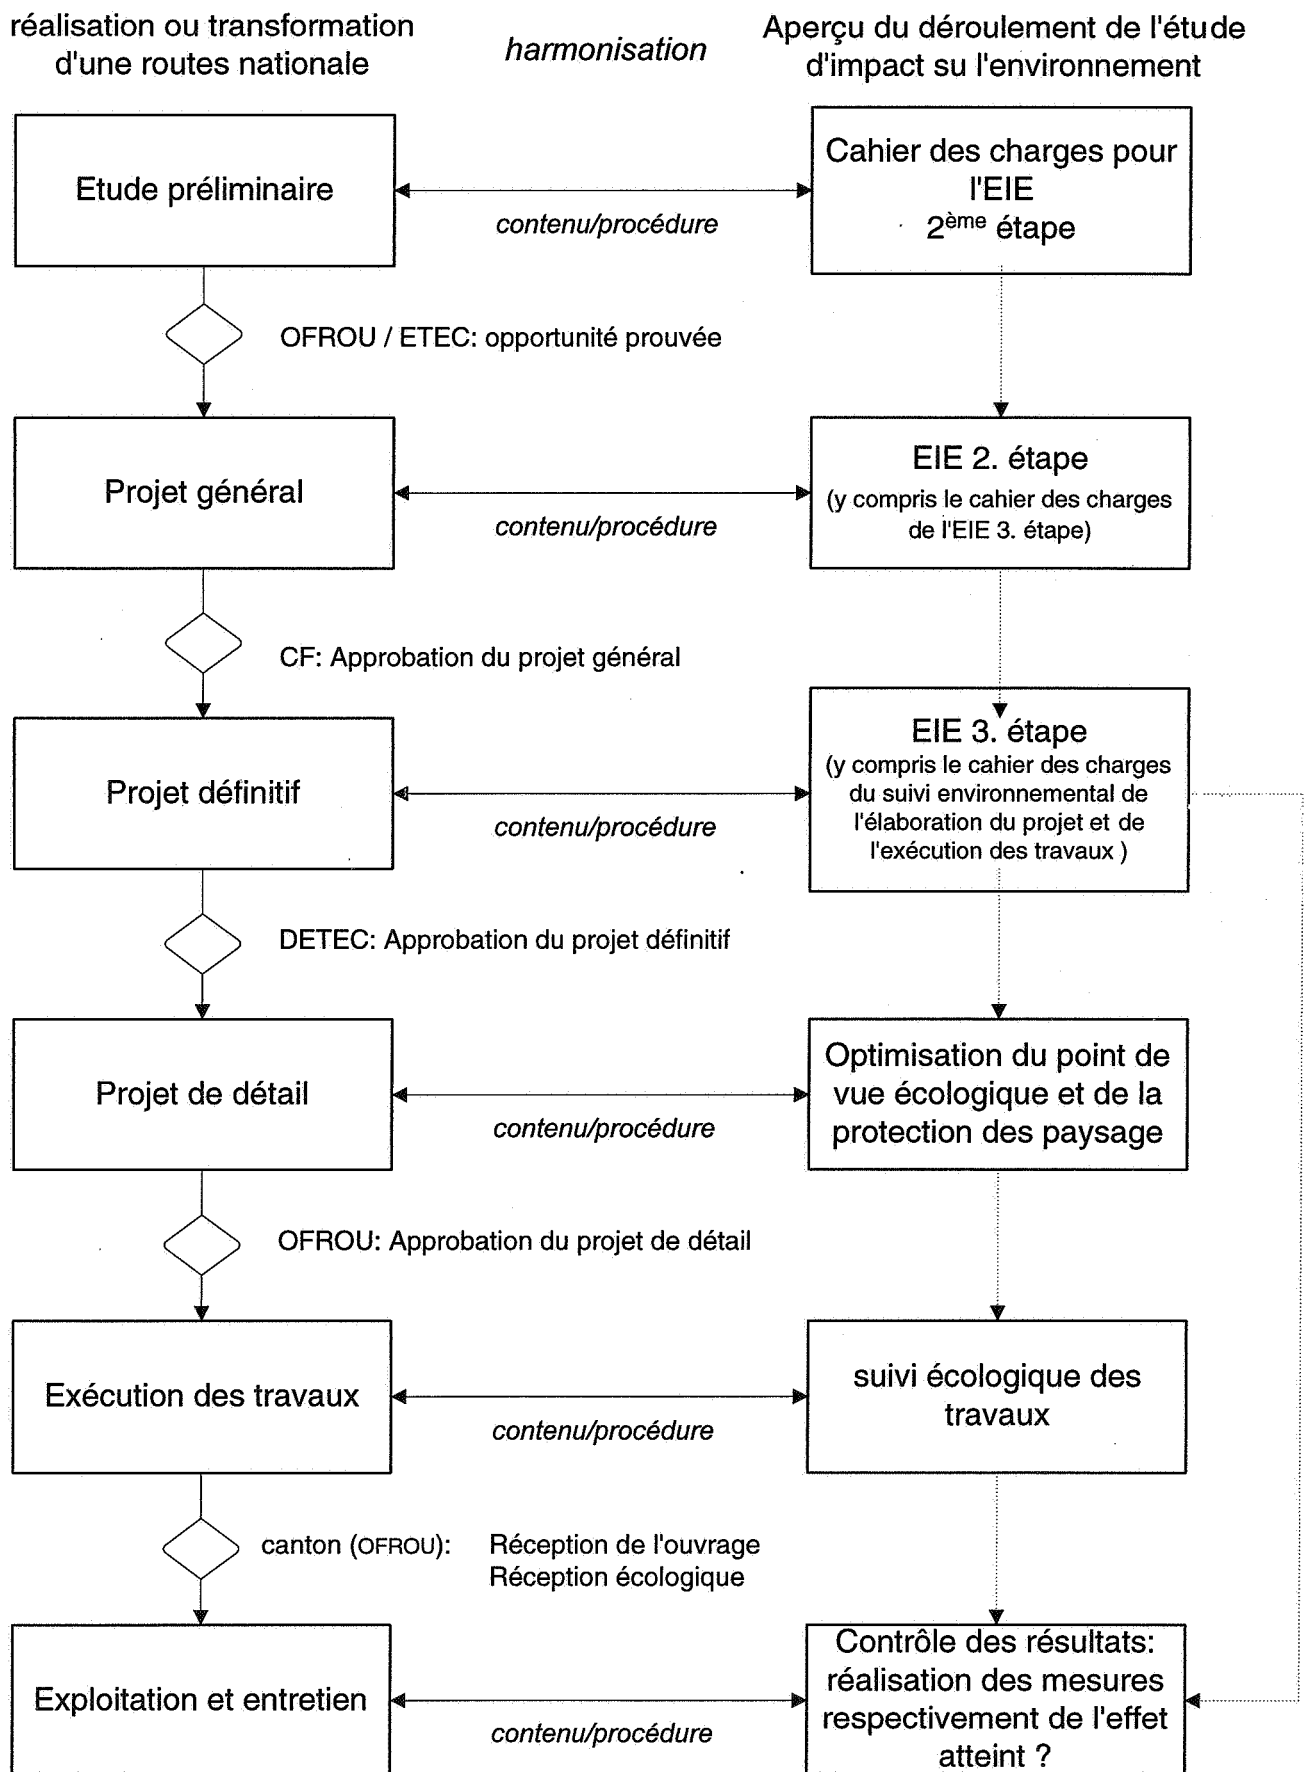 réalisation ou transformation
d'une routes nationale
harmonisation
Aperçu du déroulement de l'étude
d'impact su l'environnement
Etude préliminaire
contenu/procédure
Cahier des charges pour
l'EIE
2ème étape
OFROU / ETEC: opportunité prouvée
Projet général
contenu/procédure
EIE 2. étape
(y compris le cahier des charges
de l'EIE 3. étape)
CF: Approbation du projet général
Projet définitif
contenu/procédure
EIE 3. étape
(y compris le cahier des charges
du suivi environnemental de
l'élaboration du projet et de
l'exécution des travaux )
DETEC: Approbation du projet définitif
Projet de détail
contenu/procédure
Optimisation du point de
vue écologique et de la
protection des paysage
OFROU: Approbation du projet de détail
Exécution des travaux
contenu/procédure
suivi écologique des
travaux
canton (OFROU): Réception de l'ouvrage
Réception écologique
Exploitation et entretien
contenu/procédure
Contrôle des résultats:
réalisation des mesures
respectivement de l'effet
atteint ?